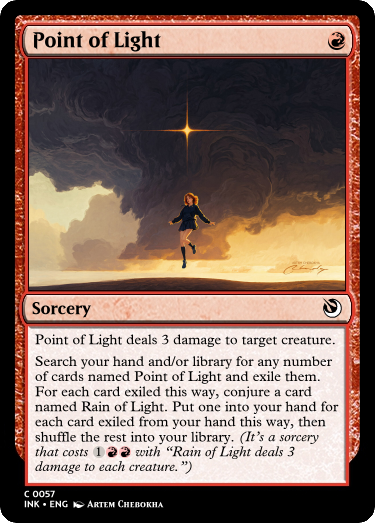 Point of Light
Sorcery
Point of Light deals 3 damage to target creature.
Search your hand and/or library for any number
of cards named Point of Light and exile them.
For each card exiled this way, conjure a card
named Rain of Light. Put one into your hand for
each card exiled from your hand this way, then
shuffle the rest into your library. (It's a sorcery
that costs 1 with “Rain of Light deals 3
damage to each creature.”)
C 0057
INK • ENG Artem Chebokha